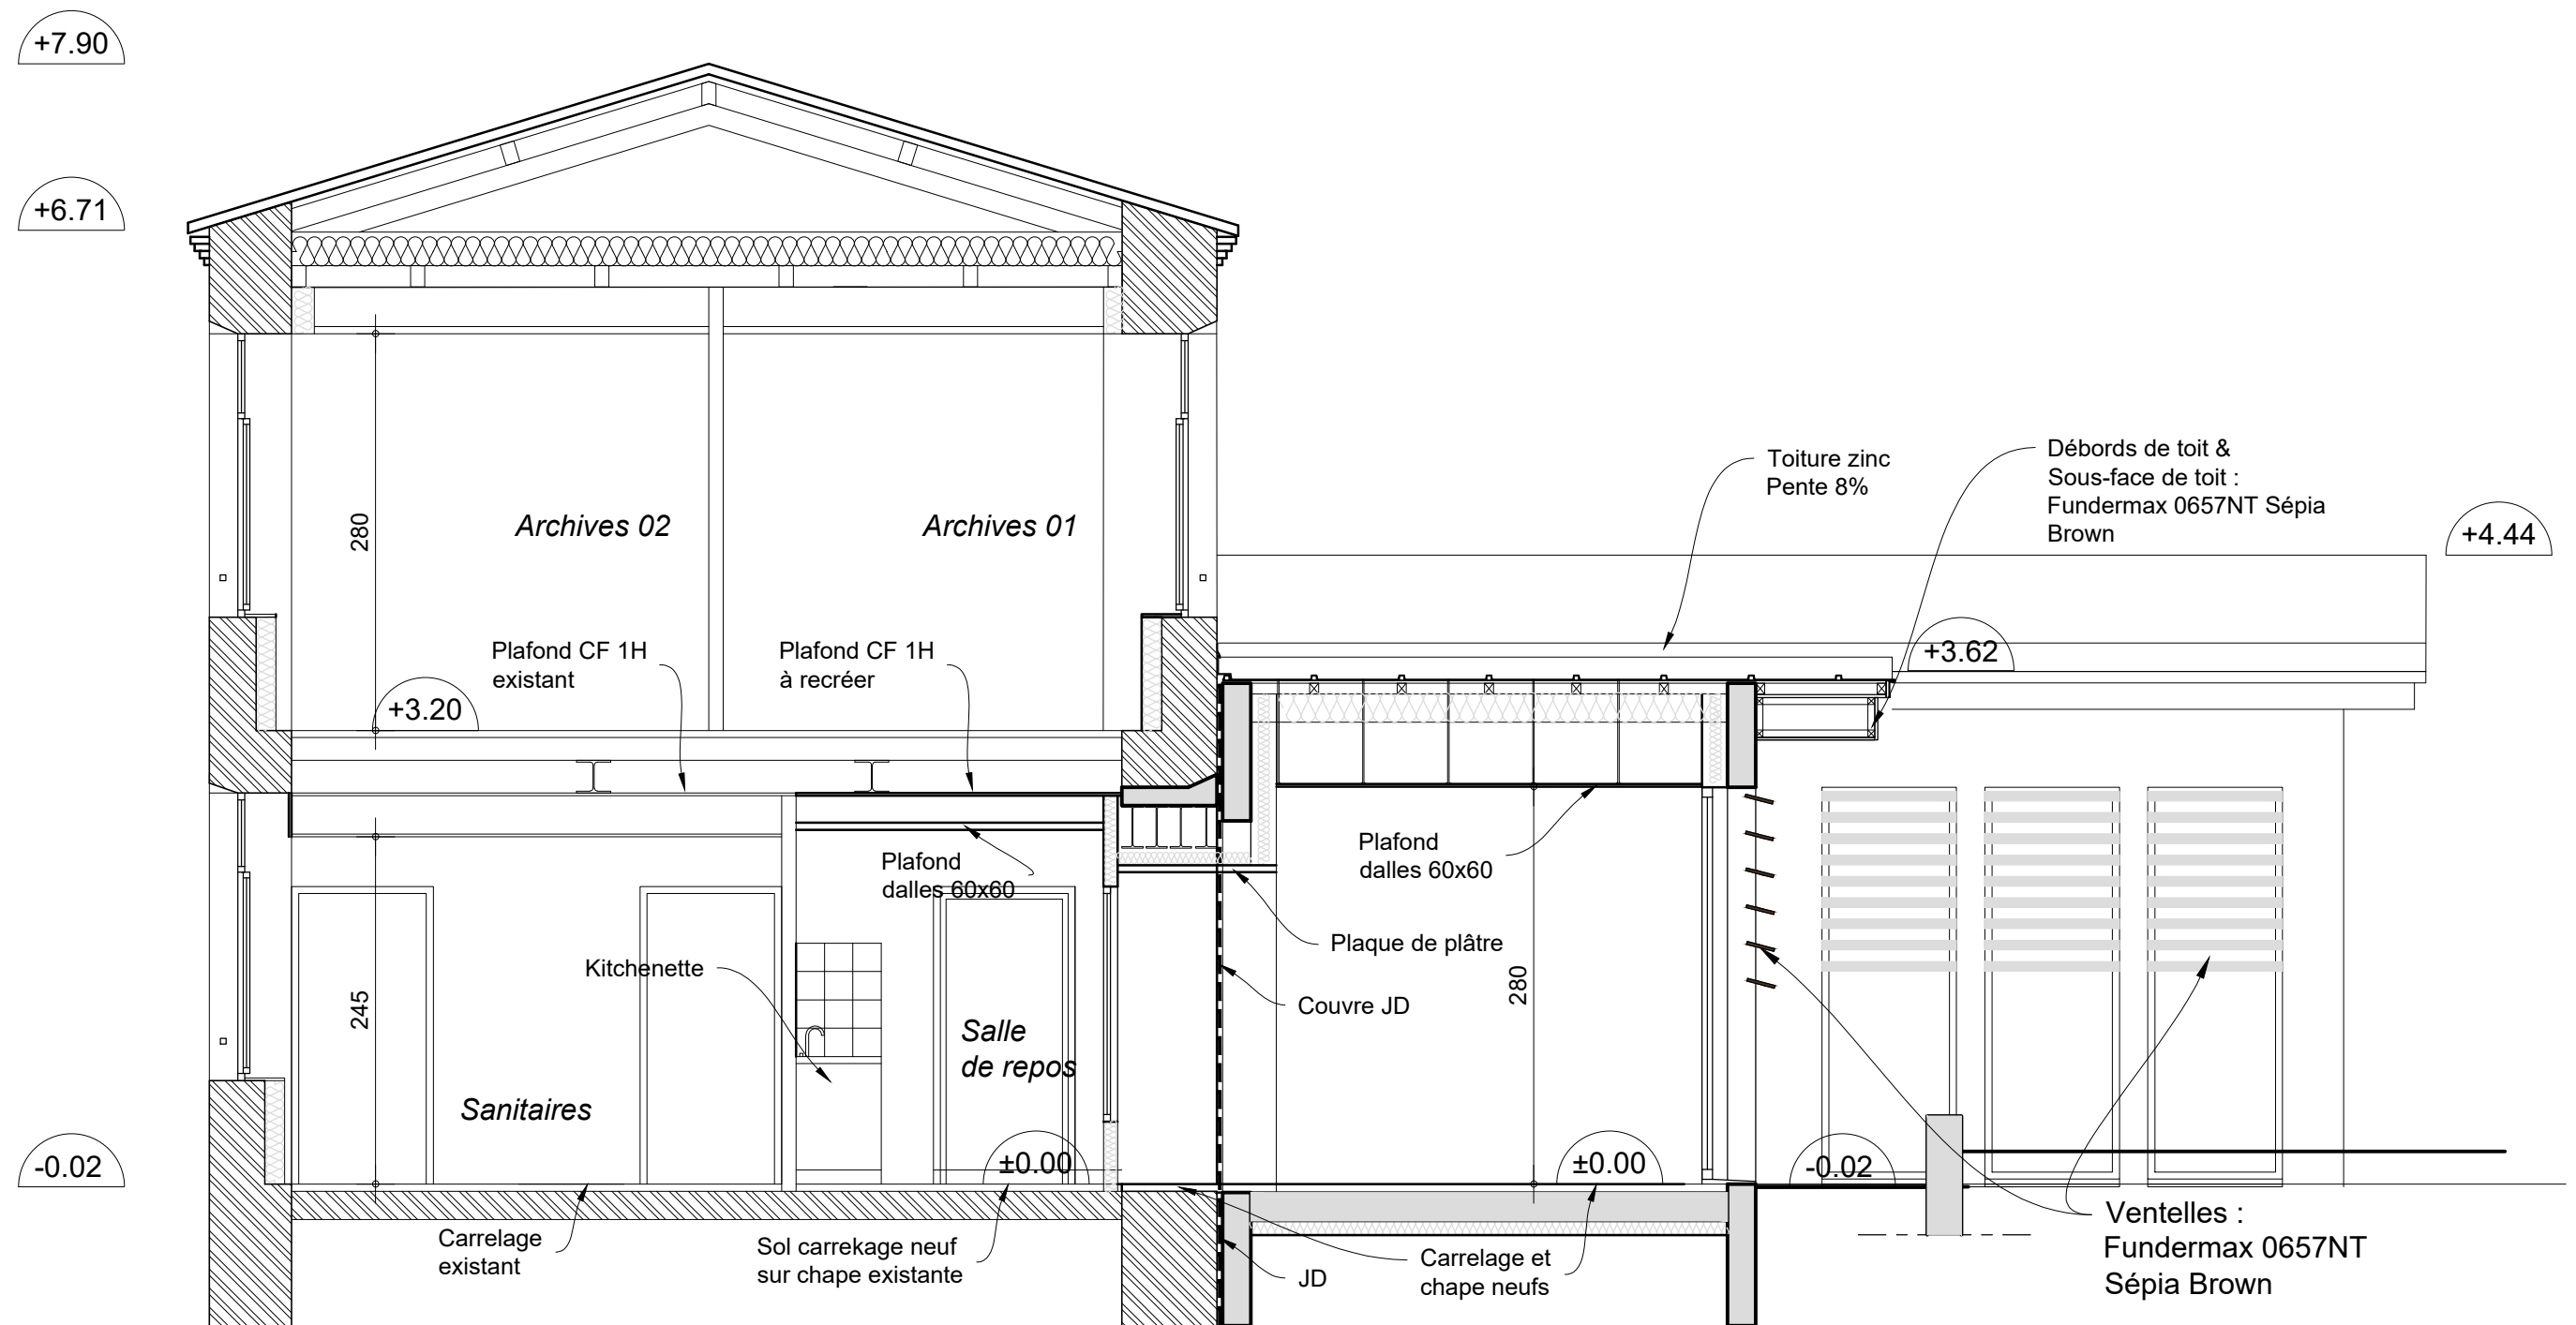 +7.90
+6.71
Toiture zinc
Pente 8%
Débords de toit &
Sous-face de toit :
Fundermax 0657NT Sépia
Brown
+4.44
280
Archives 02
Archives 01
Plafond CF 1H
existant
Plafond CF 1H
à recréer
+3.62
+3.20
Plafond
dalles 60x60
Plafond
dalles 60x60
Plaque de plâtre
Kitchenette
Couvre JD
245
280
Salle
de repos
Sanitaires
-0.02
±0.00
±0.00
-0.02
Carrelage
existant
Sol carrekage neuf
sur chape existante
JD
Carrelage et
chape neufs
Ventelles :
Fundermax 0657NT
Sépia Brown